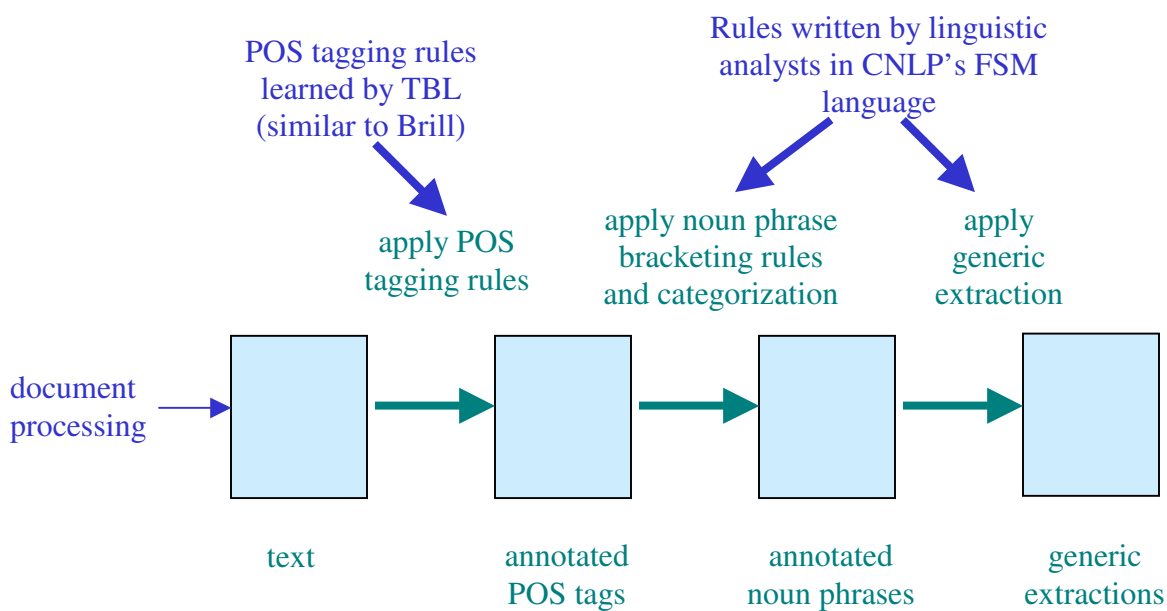 POS tagging rules
learned by TBL
(similar to Brill)
Rules written by linguistic
analysts in CNLP’s FSM
language
apply POS
tagging rules
apply noun phrase
bracketing rules
and categorization
apply
generic
extraction
document
processing
text
annotated
POS tags
annotated
noun phrases
generic
extractions